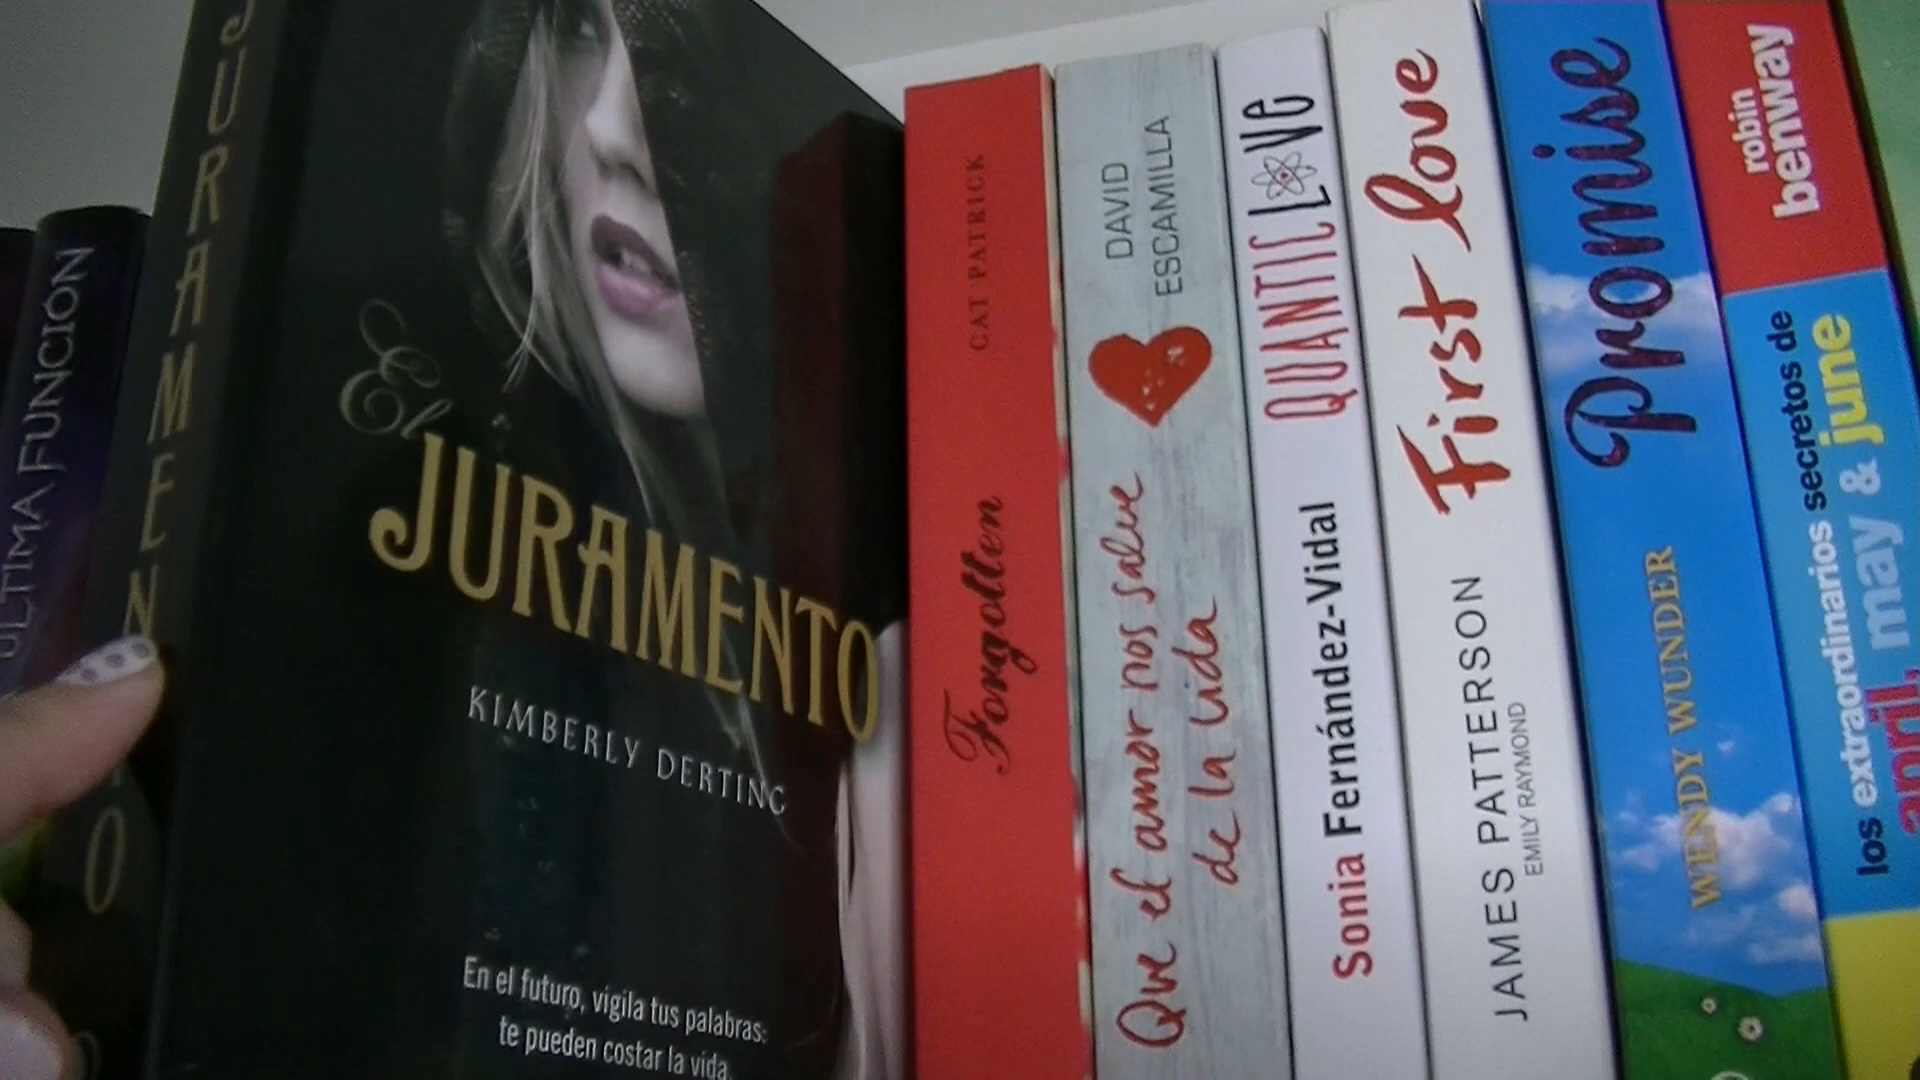 ÚLTIMA FUNCIÓN
JURAMENTO
El
JURAMENTO
KIMBERLY DERTING
En el futuro, vigila tus palabras:
te pueden costar la vida.
CAT PATRICK
Forgotten
DAVID
ESCAMILLA
Que el amor nos salve
de la vida
QUANTIC LOVE
Sonia Fernández-Vidal
First love
JAMES PATTERSON
EMILY RAYMOND
Promise
WENDY WUNDER
robin
benway
los extraordinarios secretos de
april, may & june